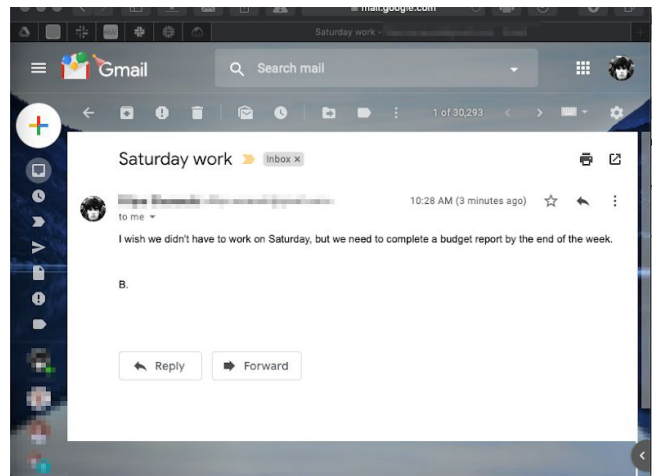 mail.google.com
Saturday work -
Gmail
Search mail
1 of 30,293
Saturday work
Inbox ×
10:28 AM (3 minutes ago)
to me
I wish we didn't have to work on Saturday, but we need to complete a budget report by the end of the week.
B.
Reply
Forward